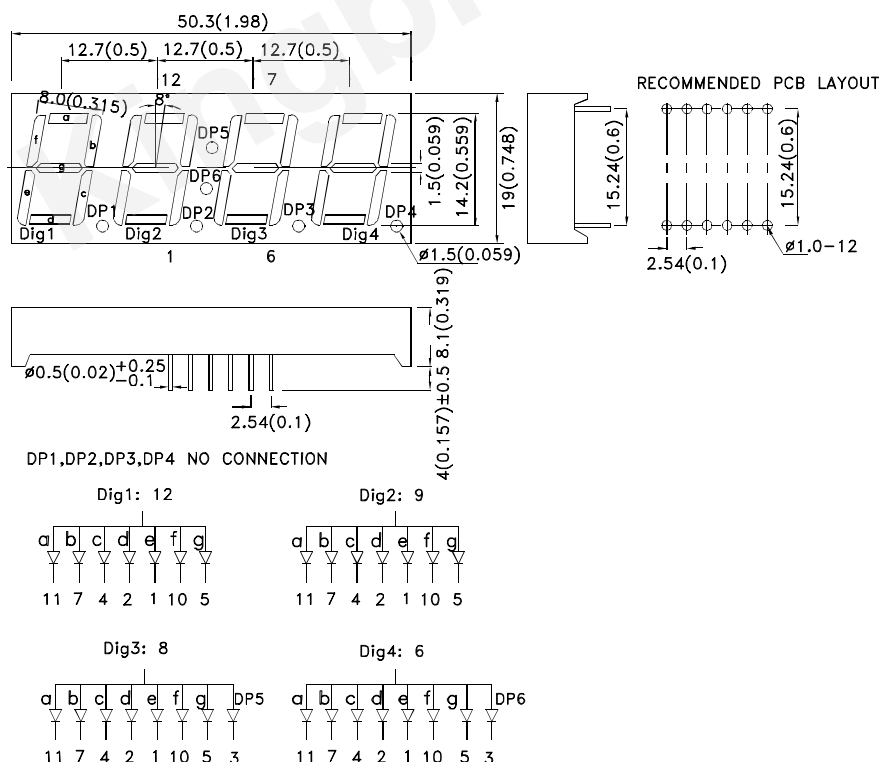 50.3(1.98)
12.7(0.5) 12.7(0.5) 12.7(0.5)
12 7
RECOMMENDED PCB LAYOUT
8.0(0.315)
8°
a
f
b
g
e
c
d
DP5
DP6
DP1 DP2 DP3 DP4
Dig1 Dig2 Dig3 Dig4
1 6
1.5(0.059)
14.2(0.559)
19(0.748)
15.24(0.6)
15.24(0.6)
ø1.5(0.059)
2.54(0.1)
ø1.0-12
ø0.5(0.02)+0.25
-0.1
2.54(0.1)
4(0.157)±0.5 8.1(0.319)
DP1,DP2,DP3,DP4 NO CONNECTION
Dig1: 12
a b c d e f g
11 7 4 2 1 10 5
Dig2: 9
a b c d e f g
11 7 4 2 1 10 5
Dig3: 8
a b c d e f g DP5
11 7 4 2 1 10 5 3
Dig4: 6
a b c d e f g DP6
11 7 4 2 1 10 5 3